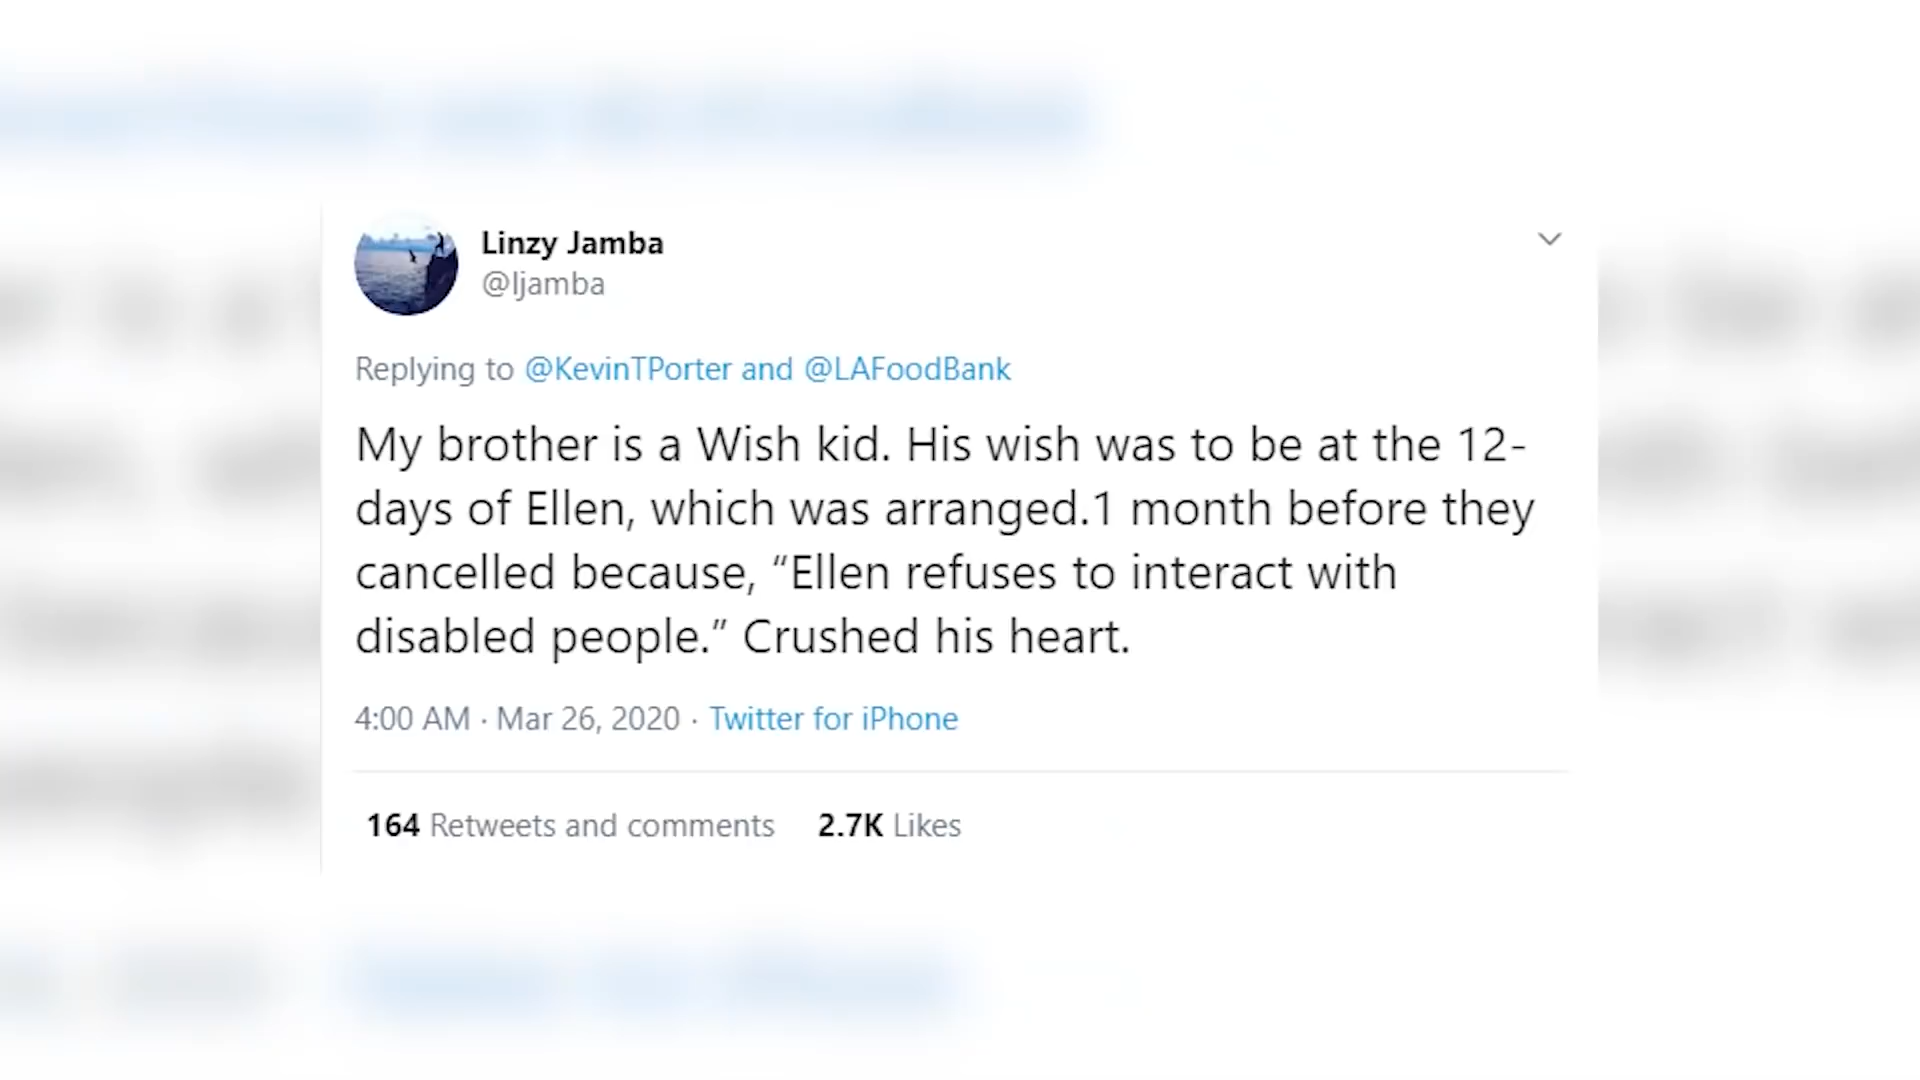 Linzy Jamba
@ljamba
Replying to @KevinTPorter and @LAFoodBank
My brother is a Wish kid. His wish was to be at the 12-
days of Ellen, which was arranged.1 month before they
cancelled because, “Ellen refuses to interact with
disabled people.” Crushed his heart.
4:00 AM · Mar 26, 2020 · Twitter for iPhone
164 Retweets and comments 2.7K Likes